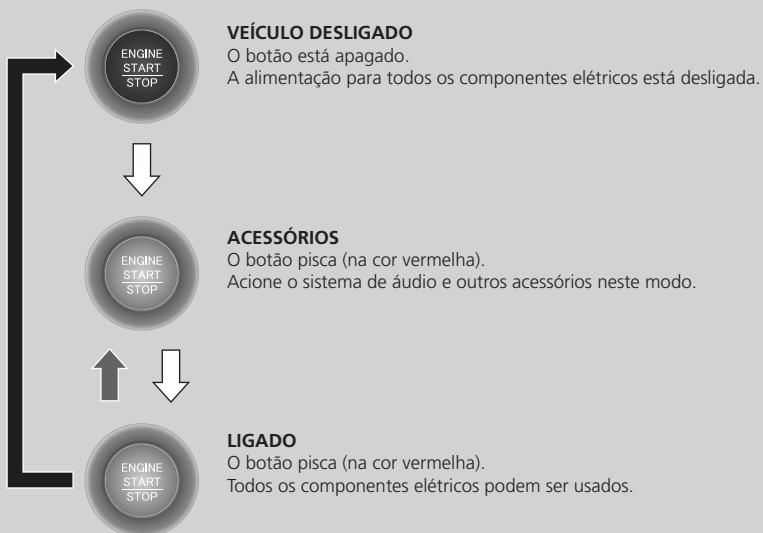 ENGINE
START
STOP
VEÍCULO DESLIGADO
O botão está apagado.
A alimentação para todos os componentes elétricos está desligada.
ENGINE
START
STOP
ACESSÓRIOS
O botão pisca (na cor vermelha).
Acione o sistema de áudio e outros acessórios neste modo.
ENGINE
START
STOP
LIGADO
O botão pisca (na cor vermelha).
Todos os componentes elétricos podem ser usados.